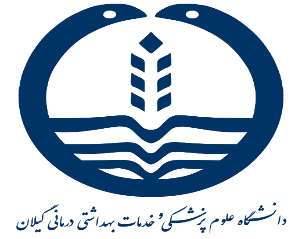 دانشگاه علوم پزشکی و خدمات بهداشتی درمانی گیلان